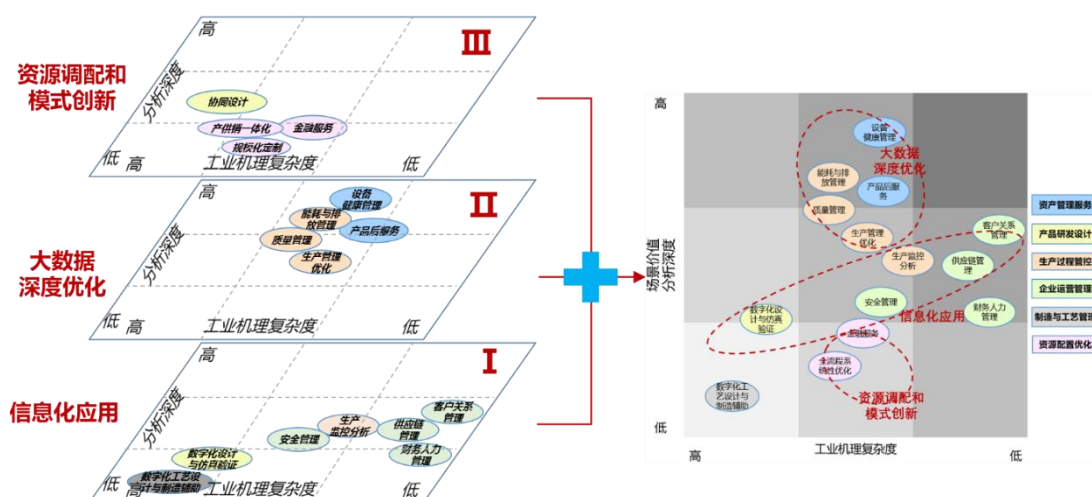 高
III
资源调配和
模式创新
分析深度
协同设计
产供销一体化
金融服务
规模化定制
低
高
工业机理复杂度
低
高
II
设备
健康管理
能耗与排
放管理
产品后服务
质量管理
生产管理
优化
大数据
深度优化
分析深度
低
高
工业机理复杂度
低
高
I
信息化应用
分析深度
客户关系
管理
生产
监控分析
供应链
管理
安全管理
财务人力
管理
数字化设计
与仿真验证
数字化工艺设
计与制造辅助
低
高
工业机理复杂度
低
高
场景价值
分析深度
低
设备
健康管理
大数据
深度优化
能耗与排
放管理
产品后服
务
质量管理
生产管理
优化
客户关系
管理
生产监控
分析
供应链管
理
安全管理
财务人力
管理
信息化应用
数字化设
计与仿真
验证
金融服务
全流程系
统性优化
资源调配和
模式创新
数字化工
艺设计与
制造辅助
高
工业机理复杂度
低
资产管理服务
产品研发设计
生产过程管控
企业运营管理
制造与工艺管理
资源配置优化